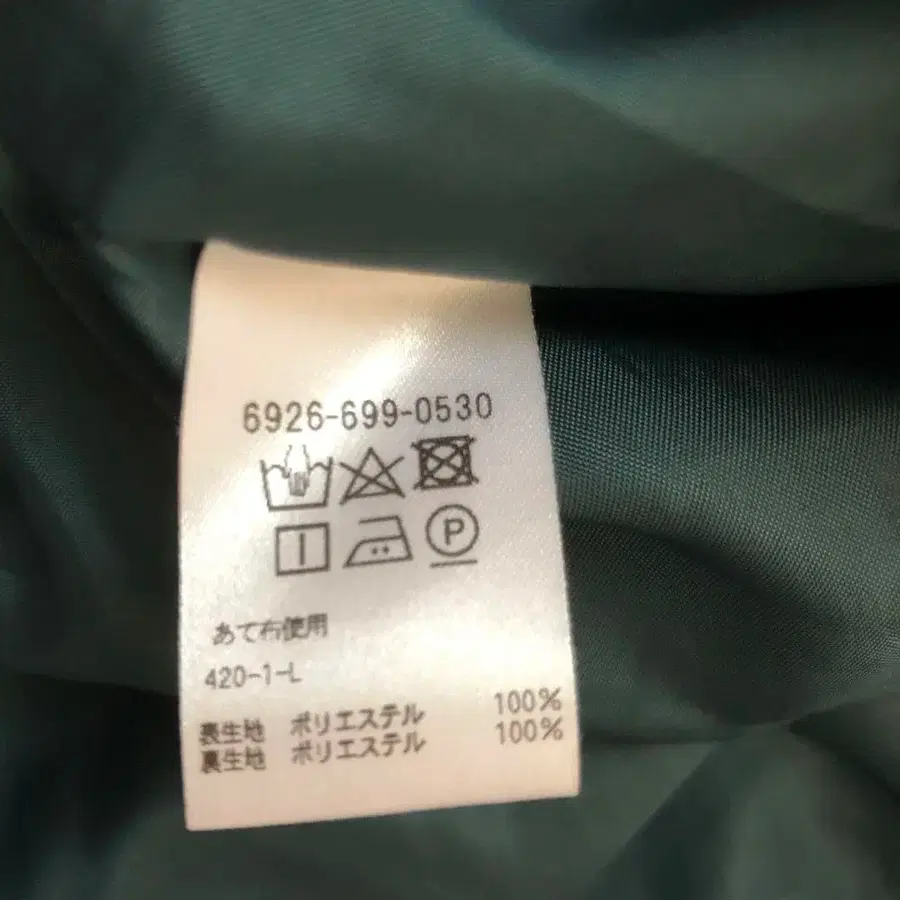 6926-699-0530
P
あて布使用
420-1-L
表生地 ポリエステル 100%
裏生地 ポリエステル 100%